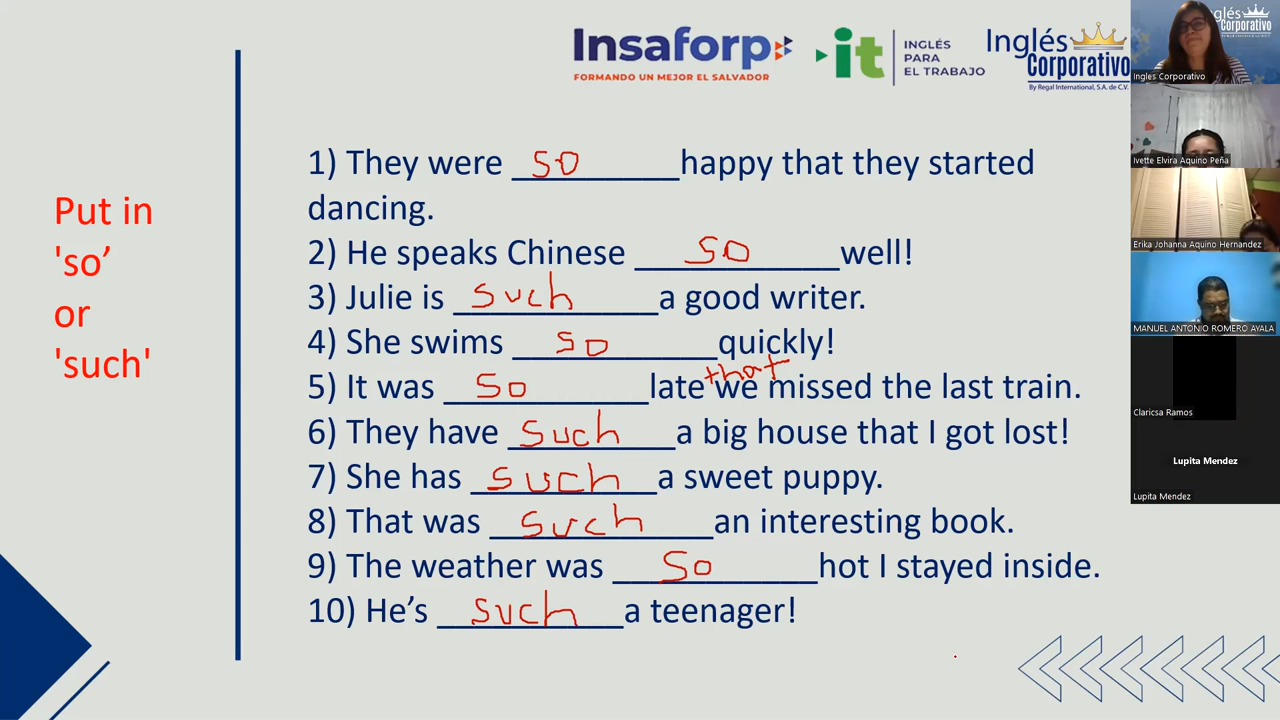 Insaforp
FORMANDO UN MEJOR EL SALVADOR
it
INGLÉS
PARA
EL TRABAJO
Inglés
Corporativo
By Regal International, S.A. de C.V.
Put in
'so’
or
'such'
1) They were so happy that they started
dancing.
2) He speaks Chinese so well!
3) Julie is such a good writer.
4) She swims so quickly!
5) It was so late that we missed the last train.
6) They have such a big house that I got lost!
7) She has such a sweet puppy.
8) That was such an interesting book.
9) The weather was so hot I stayed inside.
10) He’s such a teenager!
glés
Corporativo
Ingles Corporativo
Ivette Elvira Aquino Peña
Erika Johanna Aquino Hernandez
MANUEL ANTONIO ROMERO AYALA
Claricsa Ramos
Lupita Mendez
Lupita Mendez